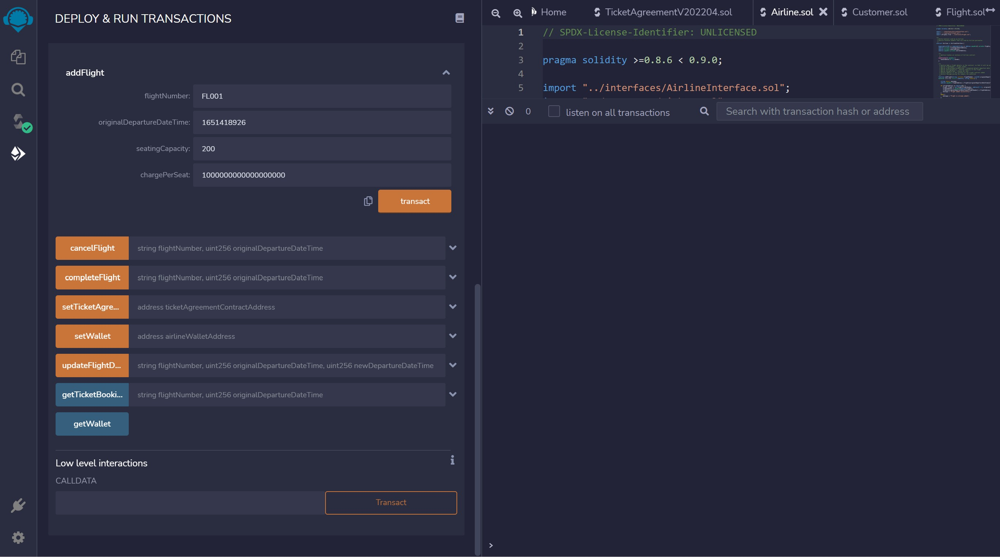 DEPLOY & RUN TRANSACTIONS
addFlight
flightNumber: FL001
originalDepartureDateTime: 1651418926
seatingCapacity: 200
chargePerSeat: 1000000000000000000
transact
cancelFlight string flightNumber, uint256 originalDepartureDateTime
completeFlight string flightNumber, uint256 originalDepartureDateTime
setTicketAgre... address ticketAgreementContractAddress
setWallet address airlineWalletAddress
updateFlightD... string flightNumber, uint256 originalDepartureDateTime, uint256 newDepartureDateTime
getTicketBooki... string flightNumber, uint256 originalDepartureDateTime
getWallet
Low level interactions
CALLDATA
Transact
Home TicketAgreementV202204.sol Airline.sol Customer.sol Flight.sol
1 // SPDX-License-Identifier: UNLICENSED
2
3 pragma solidity >=0.8.6 < 0.9.0;
4
5 import "../interfaces/AirlineInterface.sol";
0 listen on all transactions Search with transaction hash or address
>